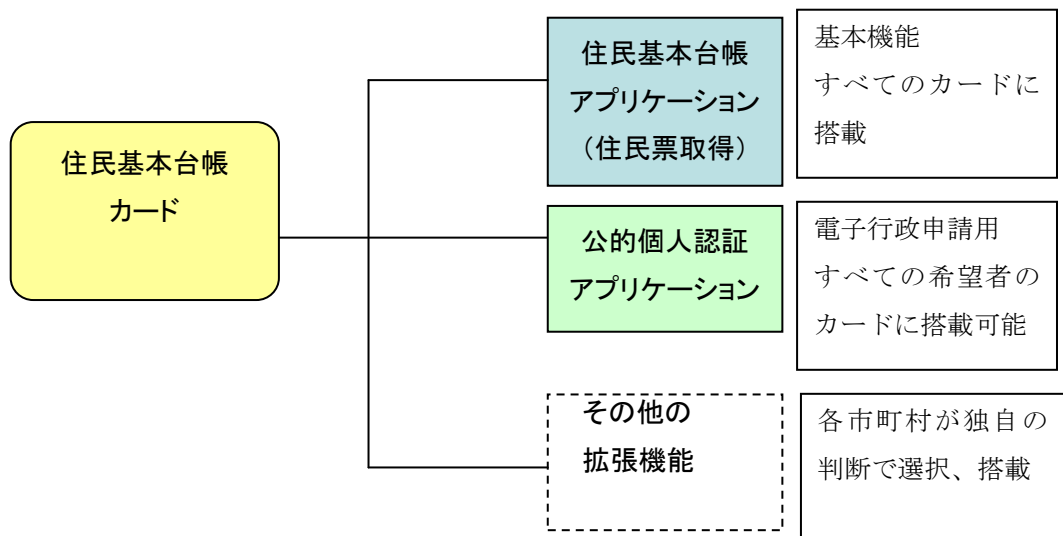 住民基本台帳
カード
住民基本台帳
アプリケーション
（住民票取得）
基本機能
すべてのカードに
搭載
公的個人認証
アプリケーション
電子行政申請用
すべての希望者の
カードに搭載可能
その他の
拡張機能
各市町村が独自の
判断で選択、搭載